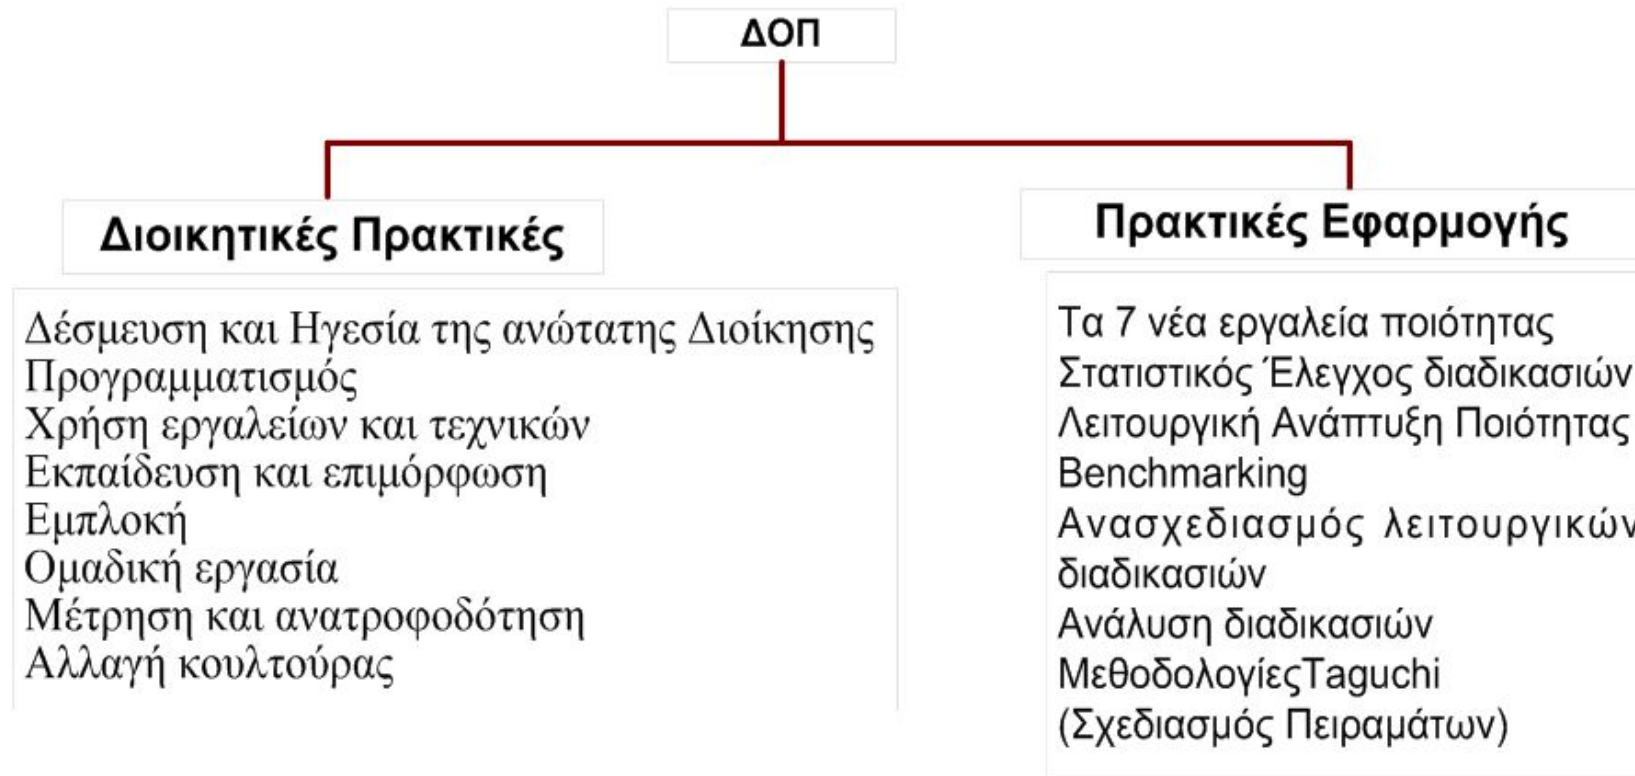 ΔΟΠ
Διοικητικές Πρακτικές
Δέσμευση και Ηγεσία της ανώτατης Διοίκησης
Προγραμματισμός
Χρήση εργαλείων και τεχνικών
Εκπαίδευση και επιμόρφωση
Εμπλοκή
Ομαδική εργασία
Μέτρηση και ανατροφοδότηση
Αλλαγή κουλτούρας
Πρακτικές Εφαρμογής
Τα 7 νέα εργαλεία ποιότητας
Στατιστικός Έλεγχος διαδικασιών
Λειτουργική Ανάπτυξη Ποιότητας
Benchmarking
Ανασχεδιασμός λειτουργικών
διαδικασιών
Ανάλυση διαδικασιών
ΜεθοδολογίεςTaguchi
(Σχεδιασμός Πειραμάτων)